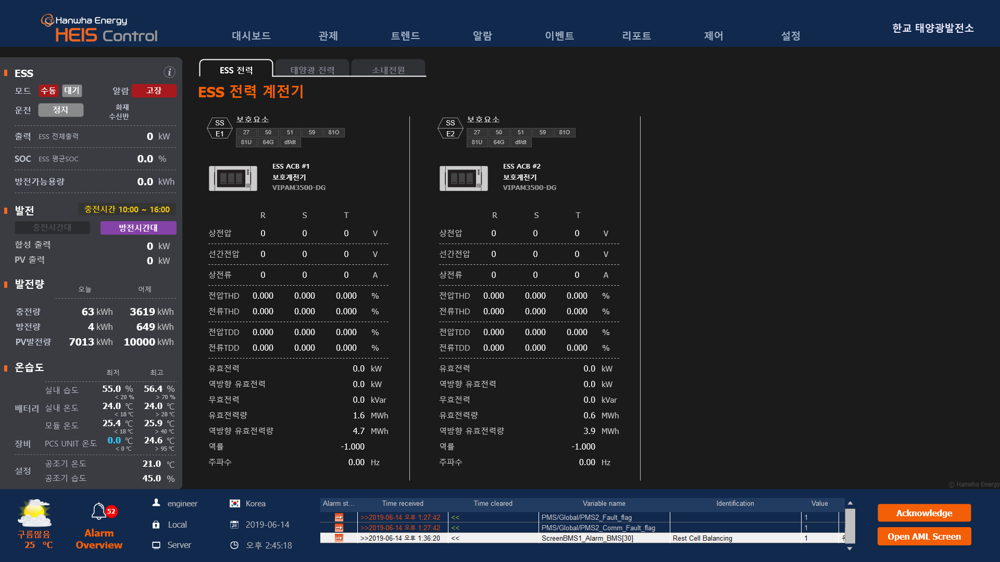 Hanwha Energy
HEIS Control
대시보드 관제 트렌드 알람 이벤트 리포트 제어 설정
한교 태양광발전소
ESS i
모드 수동 대기 알람 고장
운전 정지 화재 수신반
출력 ESS 전체출력 0 kW
SOC ESS 평균SOC 0.0 %
방전가능용량 0.0 kWh
발전 충전시간 10:00 ~ 16:00
충전시간대 방전시간대
합성 출력 0 kW
PV 출력 0 kW
발전량 오늘 어제
충전량 63 kWh 3619 kWh
방전량 4 kWh 649 kWh
PV발전량 7013 kWh 10000 kWh
온습도 최저 최고
실내 습도 55.0 % 56.4 %
< 20 % > 70 %
배터리 실내 온도 24.0 ℃ 24.0 ℃
< 18 ℃ > 28 ℃
모듈 온도 25.4 ℃ 25.9 ℃
< 18 ℃ > 40 ℃
장비 PCS UNIT 온도 0.0 ℃ 24.6 ℃
< 0 ℃ > 95 ℃
설정
공조기 온도 21.0 ℃
공조기 습도 45.0 %
ESS 전력 태양광 전력 소내전원
ESS 전력 계전기
SS E1 보호요소
27 50 51 59 81O
81U 64G df/dt
ESS ACB #1
보호계전기
VIPAM3500-DG
R S T
상전압 0 0 0 V
선간전압 0 0 0 V
상전류 0 0 0 A
전압THD 0.000 0.000 0.000 %
전류THD 0.000 0.000 0.000 %
전압TDD 0.000 0.000 0.000 %
전류TDD 0.000 0.000 0.000 %
유효전력 0.0 kW
역방향 유효전력 0.0 kW
무효전력 0.0 kVar
유효전력량 1.6 MWh
역방향 유효전력량 4.7 MWh
역률 -1.000
주파수 0.00 Hz
SS E2 보호요소
27 50 51 59 81O
81U 64G df/dt
ESS ACB #2
보호계전기
VIPAM3500-DG
R S T
상전압 0 0 0 V
선간전압 0 0 0 V
상전류 0 0 0 A
전압THD 0.000 0.000 0.000 %
전류THD 0.000 0.000 0.000 %
전압TDD 0.000 0.000 0.000 %
전류TDD 0.000 0.000 0.000 %
유효전력 0.0 kW
역방향 유효전력 0.0 kW
무효전력 0.0 kVar
유효전력량 0.6 MWh
역방향 유효전력량 3.9 MWh
역률 -1.000
주파수 0.00 Hz
© Hanwha Energy
구름많음
25 ℃
52
Alarm
Overview
engineer
Local
Server
Korea
28 2019-06-14
오후 2:45:18
Alarm st... Time received Time cleared Variable name Identification Value
>>2019-06-14 오후 1:27:42 << PMS/Global/PMS2_Fault_flag 1
>>2019-06-14 오후 1:27:42 << PMS/Global/PMS2_Comm_Fault_flag 1
>>2019-06-14 오후 1:36:20 << ScreenBMS1_Alarm_BMS[30] Rest Cell Balancing 1
Acknowledge
Open AML Screen